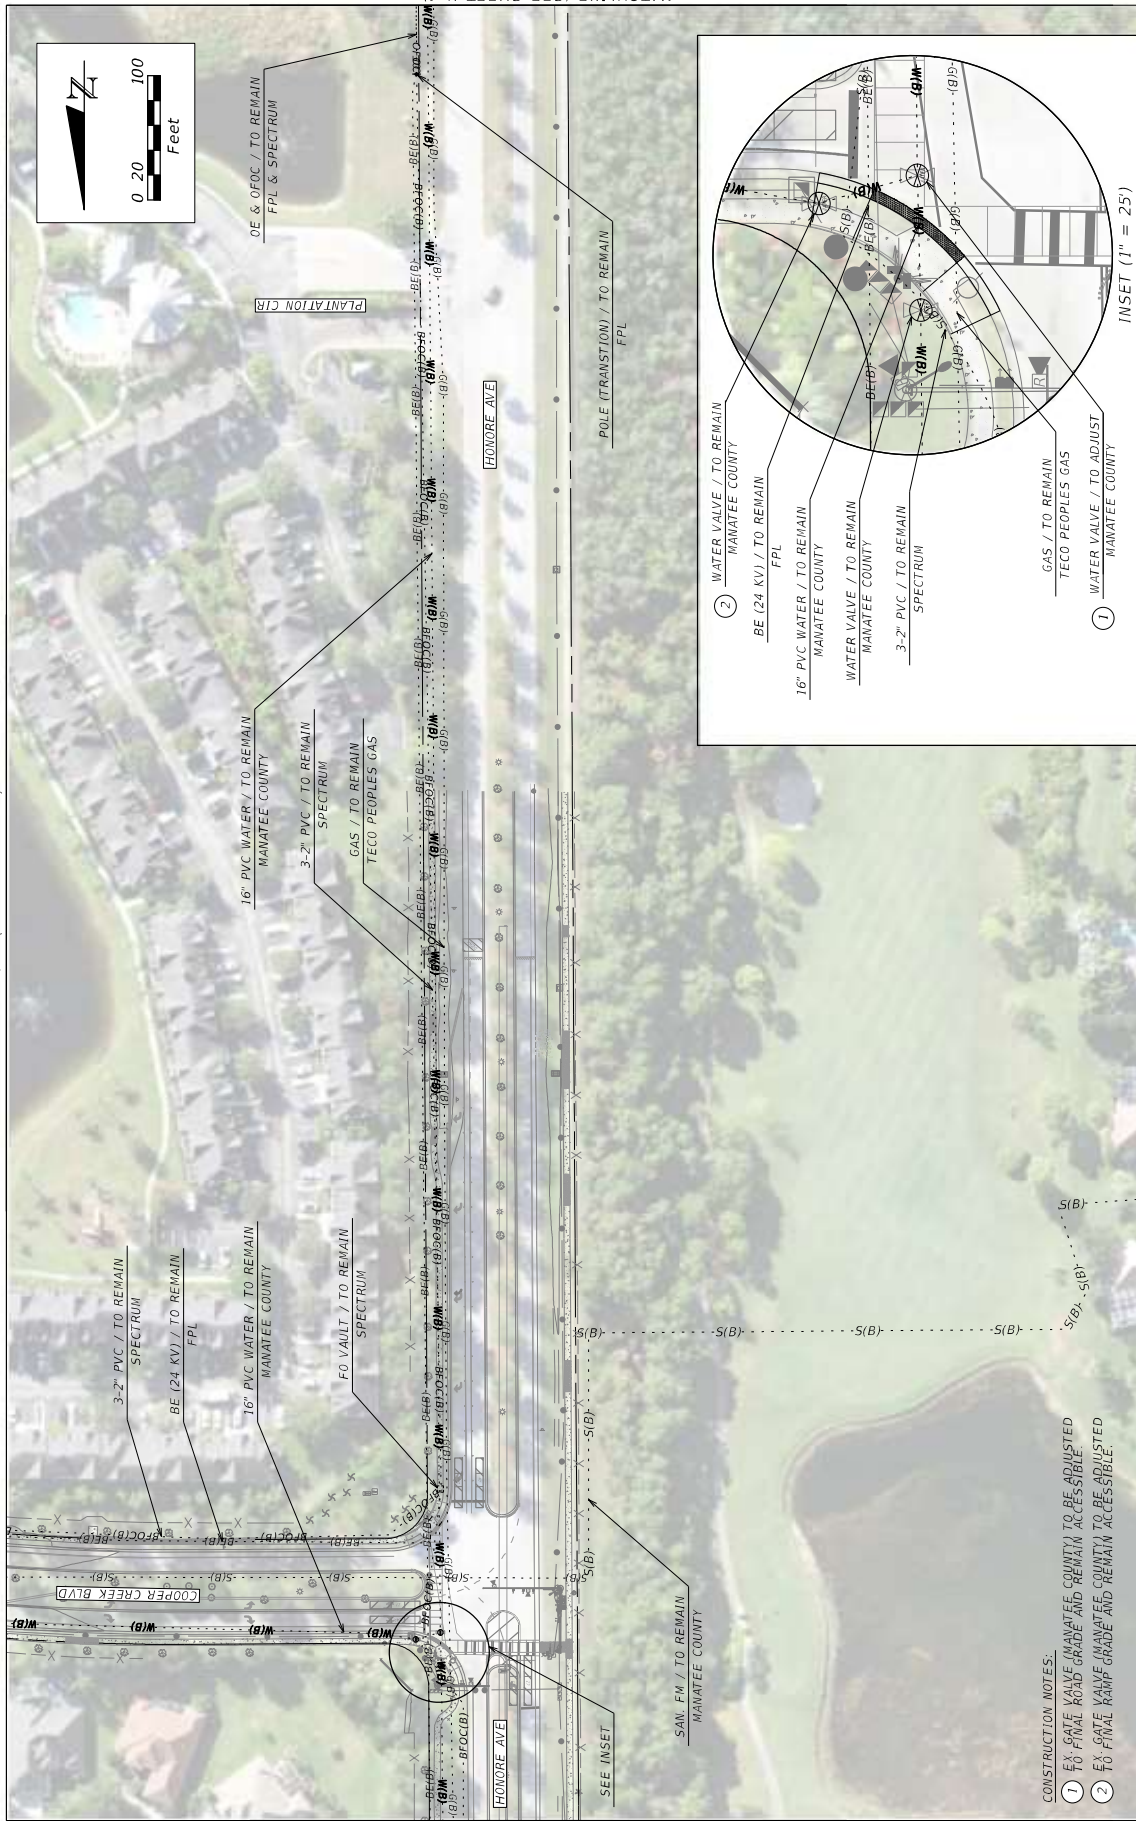 N
0 20 100
Feet
OE & OFOC / TO REMAIN
FPL & SPECTRUM
PLANTATION CIR
HONORE AVE
POLE (TRANSTION) / TO REMAIN
FPL
16" PVC WATER / TO REMAIN
MANATEE COUNTY
3-2" PVC / TO REMAIN
SPECTRUM
GAS / TO REMAIN
TECO PEOPLES GAS
3-2" PVC / TO REMAIN
SPECTRUM
BE (24 KV) / TO REMAIN
FPL
16" PVC WATER / TO REMAIN
MANATEE COUNTY
FO VAULT / TO REMAIN
SPECTRUM
COOPER CREEK BLVD
HONORE AVE
SEE INSET
SAN. FM / TO REMAIN
MANATEE COUNTY
W(B)
BE(B)
BFOC(B)
G(B)
S(B)
2 WATER VALVE / TO REMAIN
MANATEE COUNTY
BE (24 KV) / TO REMAIN
FPL
16" PVC WATER / TO REMAIN
MANATEE COUNTY
WATER VALVE / TO REMAIN
MANATEE COUNTY
3-2" PVC / TO REMAIN
SPECTRUM
GAS / TO REMAIN
TECO PEOPLES GAS
1 WATER VALVE / TO ADJUST
MANATEE COUNTY
INSET (1" = 25')
CONSTRUCTION NOTES:
1 EX. GATE VALVE (MANATEE COUNTY) TO BE ADJUSTED
TO FINAL ROAD GRADE AND REMAIN ACCESSIBLE.
2 EX. GATE VALVE (MANATEE COUNTY) TO BE ADJUSTED
TO FINAL RAMP GRADE AND REMAIN ACCESSIBLE.